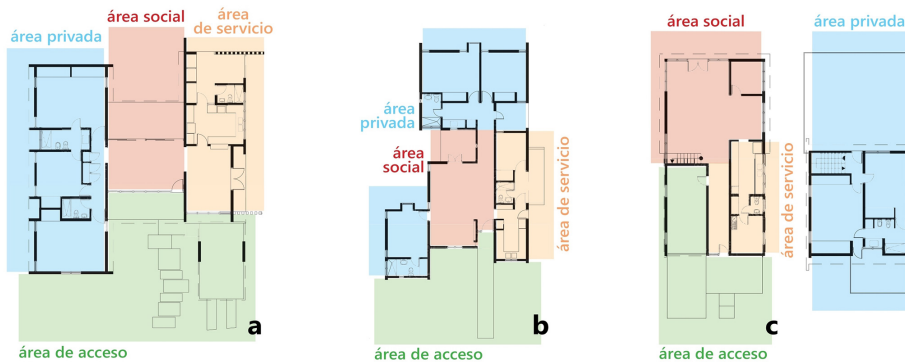 área privada
área social
área
de servicio
a
área de acceso
área
privada
área
social
área de servicio
b
área de acceso
área social
área privada
área de servicio
c
área de acceso